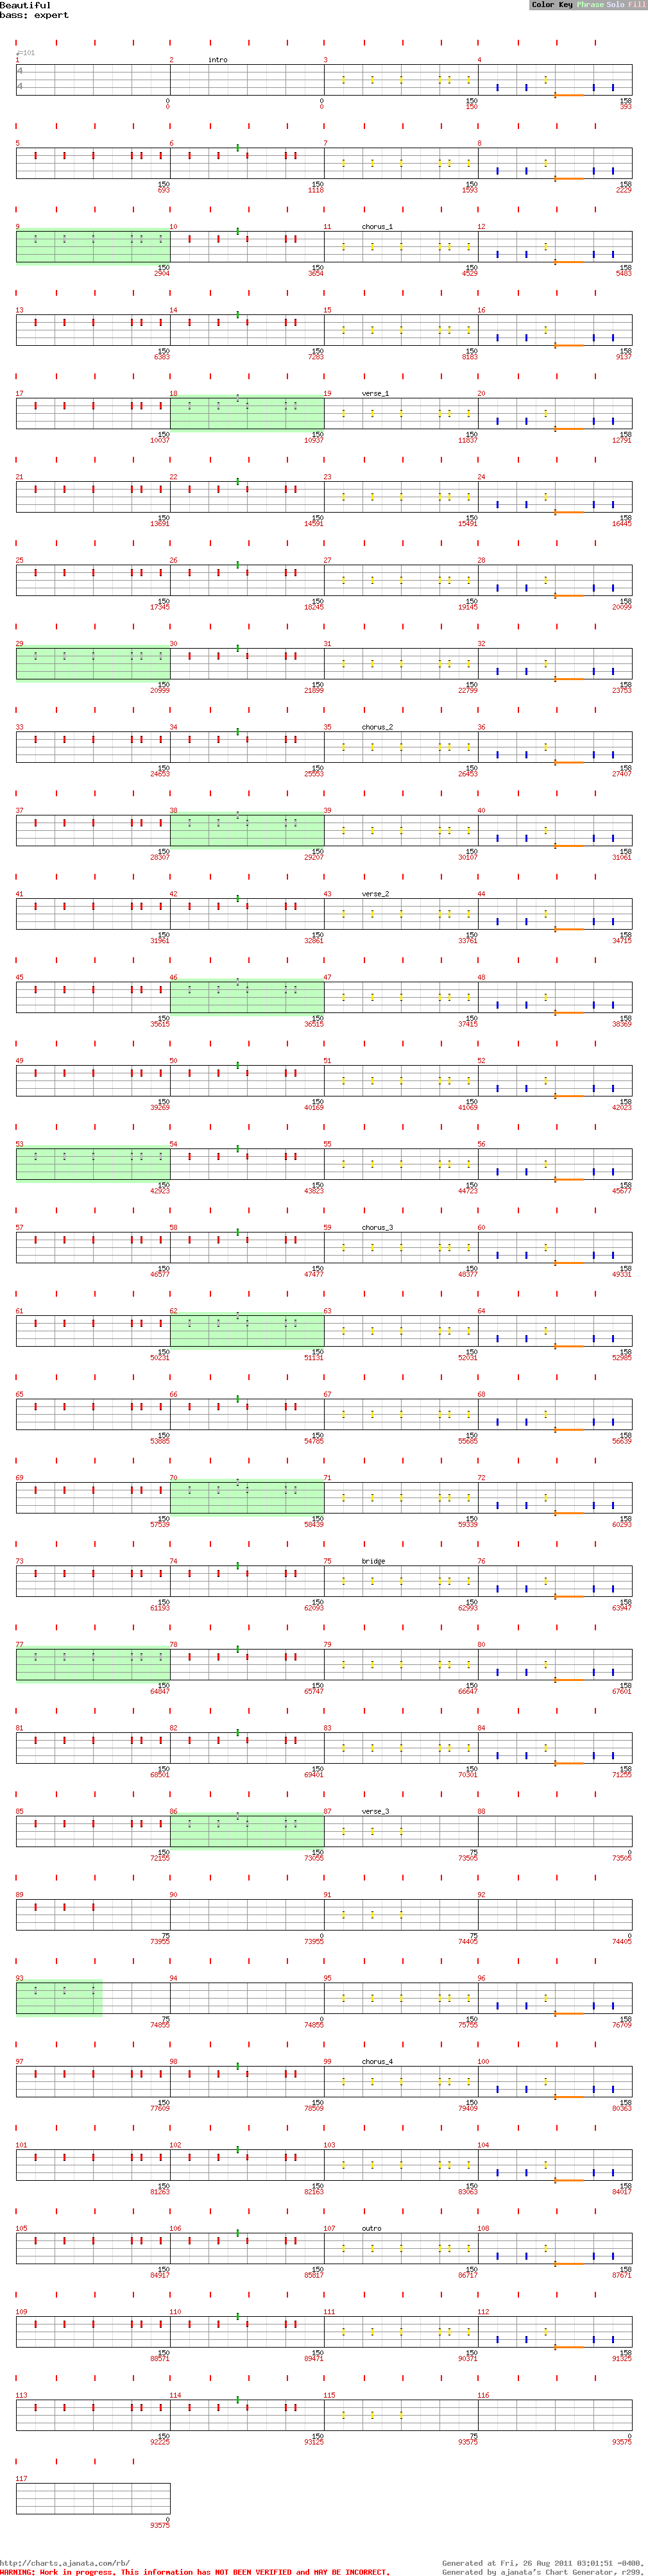 Beautiful
Color Key Phrase Solo Fill
bass: expert
♩=101
1 2 intro 3 4
4
4
0 0 150 158
0 0 150 393
5 6 7 8
150 150 150 158
693 1118 1593 2229
9 10 11 chorus_1 12
150 150 150 158
2904 3654 4529 5483
13 14 15 16
150 150 150 158
6383 7283 8183 9137
17 18 19 verse_1 20
150 150 150 158
10037 10937 11837 12791
21 22 23 24
150 150 150 158
13691 14591 15491 16445
25 26 27 28
150 150 150 158
17345 18245 19145 20099
29 30 31 32
150 150 150 158
20999 21899 22799 23753
33 34 35 chorus_2 36
150 150 150 158
24653 25553 26453 27407
37 38 39 40
150 150 150 158
28307 29207 30107 31061
41 42 43 verse_2 44
150 150 150 158
31961 32861 33761 34715
45 46 47 48
150 150 150 158
35615 36515 37415 38369
49 50 51 52
150 150 150 158
39269 40169 41069 42023
53 54 55 56
150 150 150 158
42923 43823 44723 45677
57 58 59 chorus_3 60
150 150 150 158
46577 47477 48377 49331
61 62 63 64
150 150 150 158
50231 51131 52031 52985
65 66 67 68
150 150 150 158
53885 54785 55685 56639
69 70 71 72
150 150 150 158
57539 58439 59339 60293
73 74 75 bridge 76
150 150 150 158
61193 62093 62993 63947
77 78 79 80
150 150 150 158
64847 65747 66647 67601
81 82 83 84
150 150 150 158
68501 69401 70301 71255
85 86 87 verse_3 88
150 150 75 0
72155 73055 73505 73505
89 90 91 92
75 0 75 0
73955 73955 74405 74405
93 94 95 96
75 0 150 158
74855 74855 75755 76709
97 98 99 chorus_4 100
150 150 150 158
77609 78509 79409 80363
101 102 103 104
150 150 150 158
81263 82163 83063 84017
105 106 107 outro 108
150 150 150 158
84917 85817 86717 87671
109 110 111 112
150 150 150 158
88571 89471 90371 91325
113 114 115 116
150 150 75 0
92225 93125 93575 93575
117
0
93575
http://charts.ajanata.com/rb/ Generated at Fri, 26 Aug 2011 03:01:51 -0400.
WARNING: Work in progress. This information has NOT BEEN VERIFIED and MAY BE INCORRECT. Generated by ajanata's Chart Generator, r299.